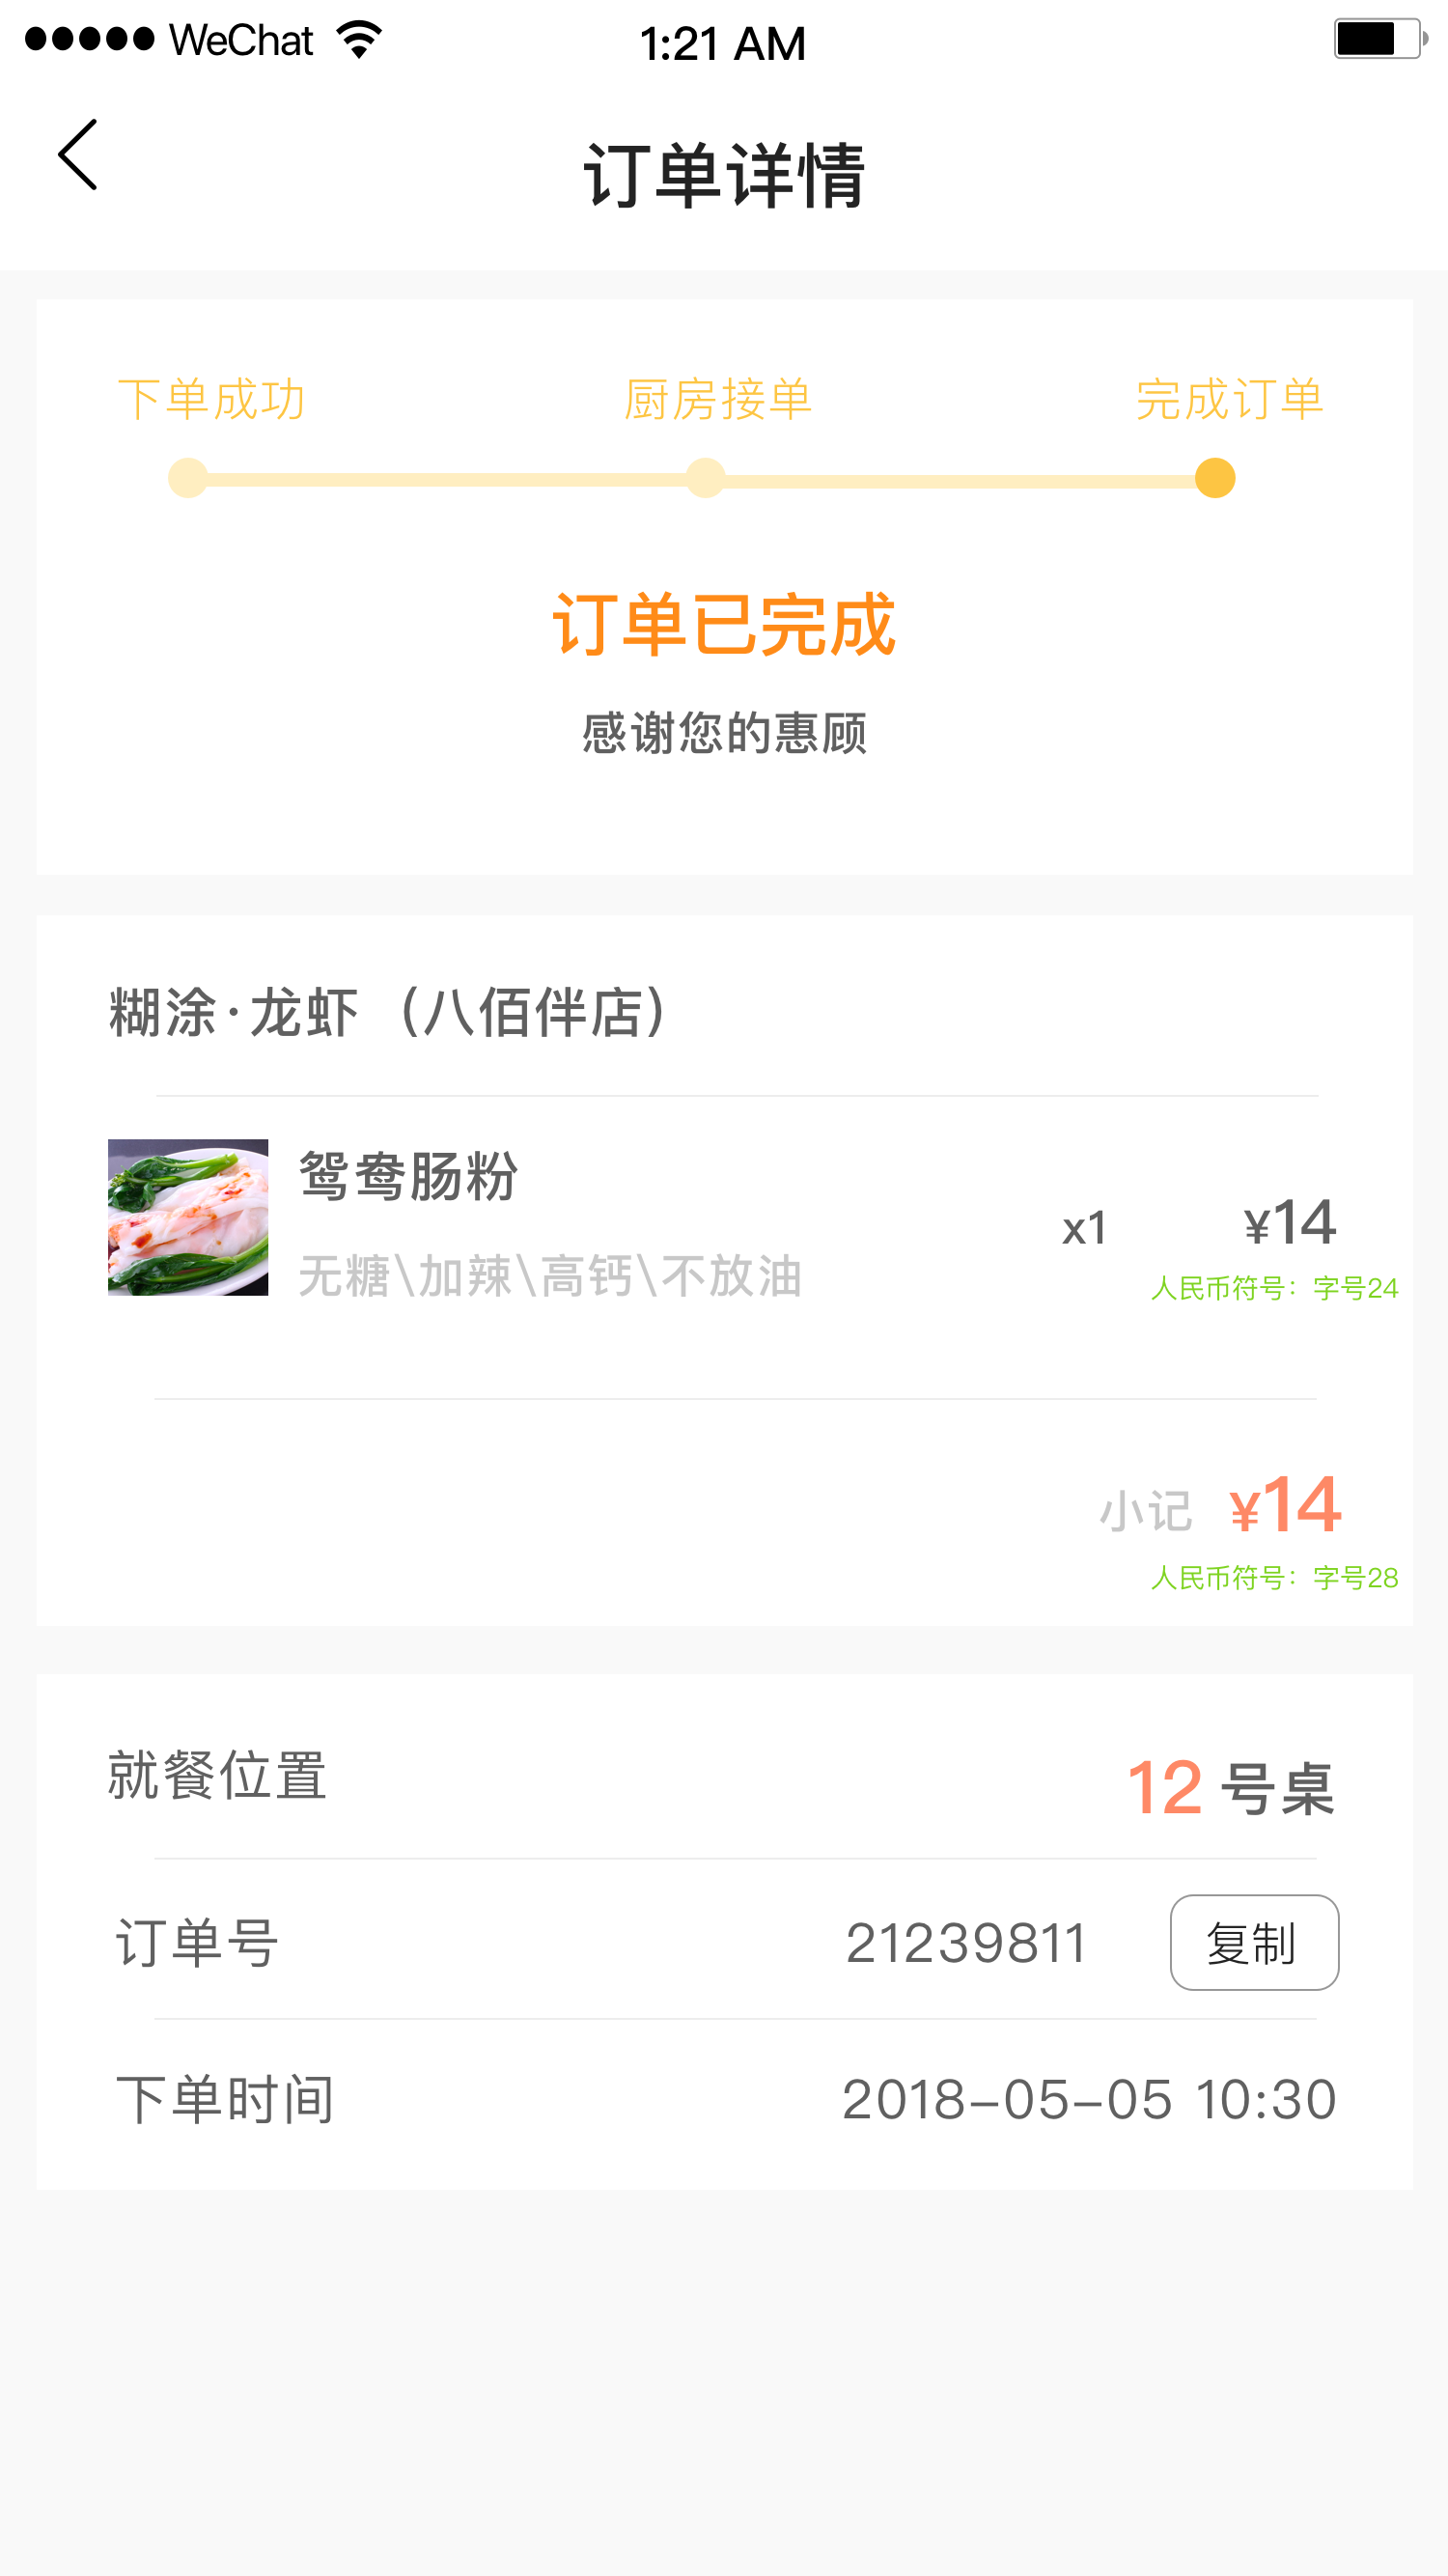 WeChat 1:21 AM
订单详情
下单成功 厨房接单 完成订单
订单已完成
感谢您的惠顾
糊涂·龙虾（八佰伴店）
鸳鸯肠粉
x1 ¥14
无糖\加辣\高钙\不放油
人民币符号：字号24
小记 ¥14
人民币符号：字号28
就餐位置 12 号桌
订单号 21239811 复制
下单时间 2018-05-05 10:30